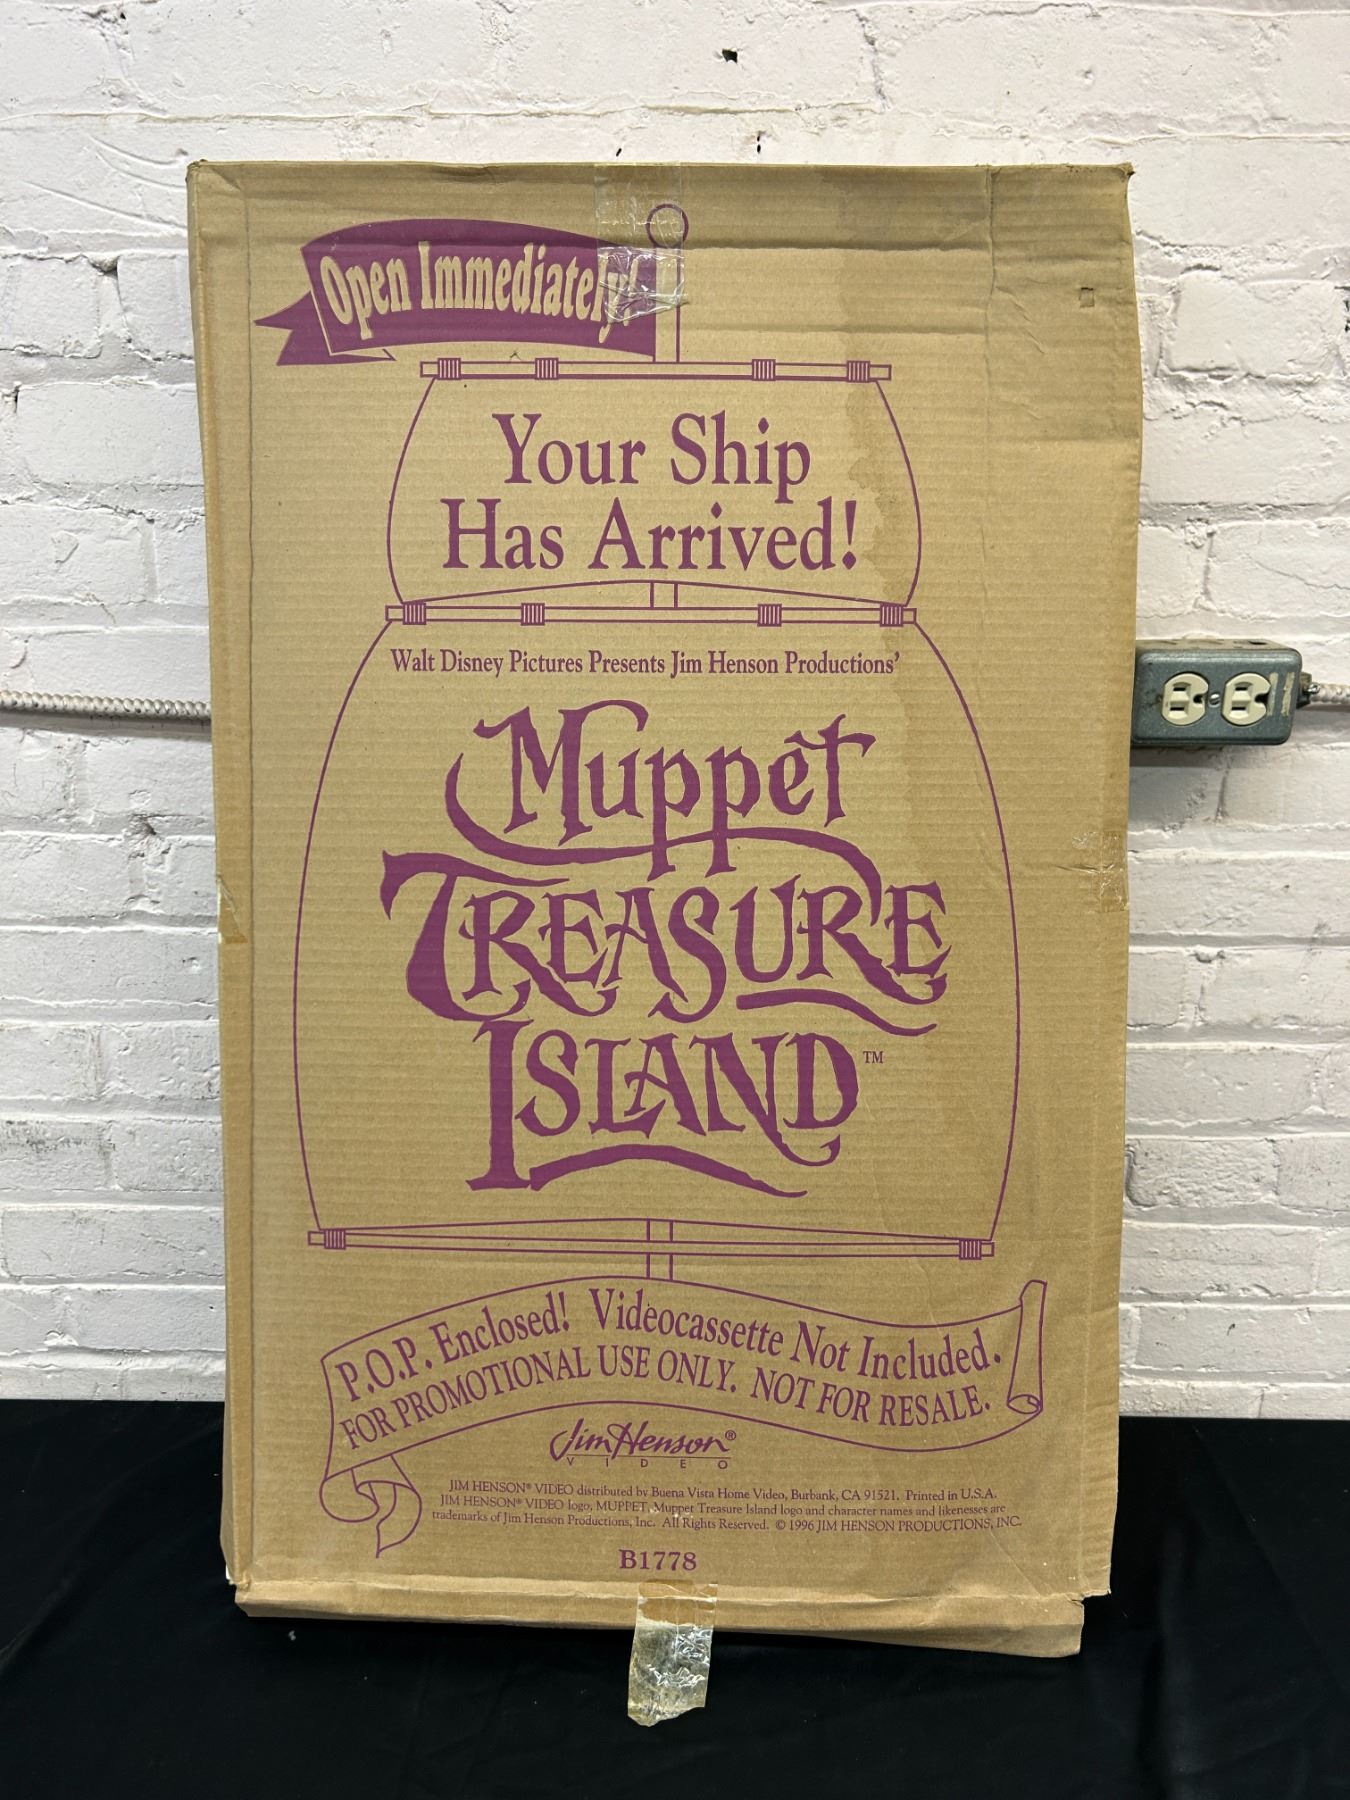 Open Immediately!
Your Ship
Has Arrived!
Walt Disney Pictures Presents Jim Henson Productions'
Muppet
TREASURE
ISLAND™
P.O.P. Enclosed! Videocassette Not Included.
FOR PROMOTIONAL USE ONLY. NOT FOR RESALE.
Jim Henson®
VIDEO
JIM HENSON® VIDEO distributed by Buena Vista Home Video, Burbank, CA 91521. Printed in U.S.A.
JIM HENSON® VIDEO logo, MUPPET, Muppet Treasure Island logo and character names and likenesses are
trademarks of Jim Henson Productions, Inc. All Rights Reserved. © 1996 JIM HENSON PRODUCTIONS, INC.
B1778